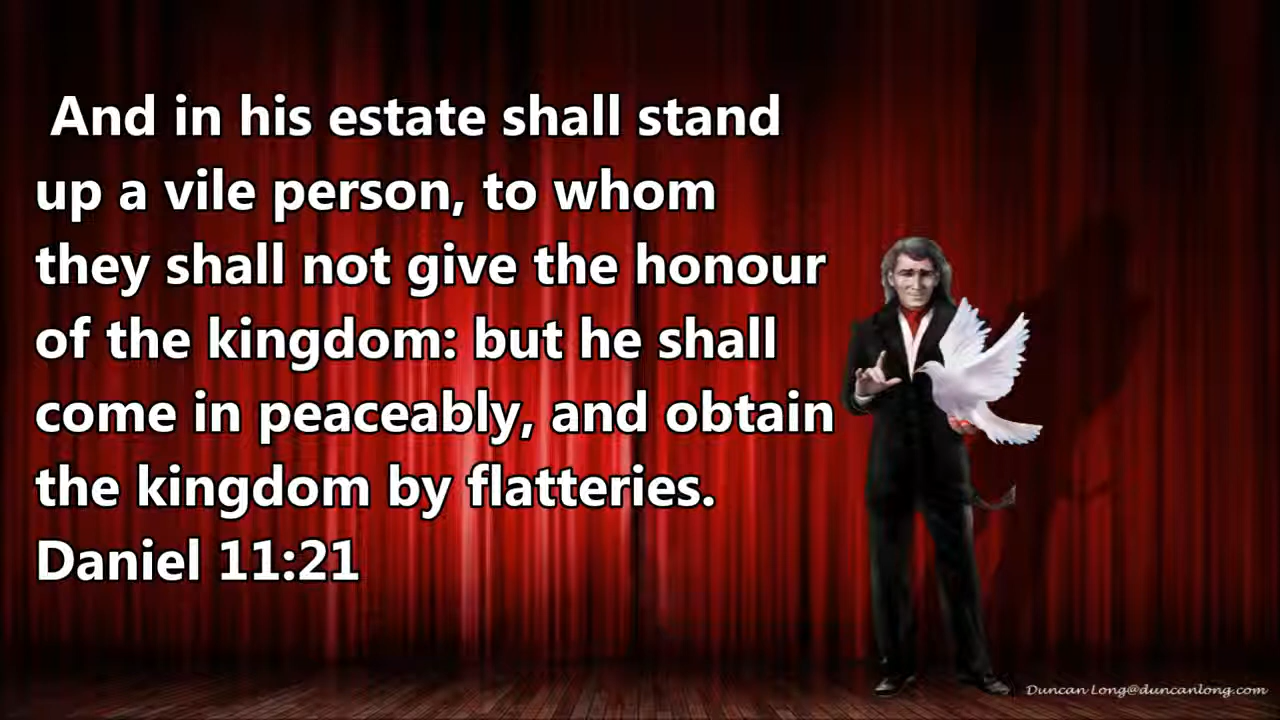 And in his estate shall stand
up a vile person, to whom
they shall not give the honour
of the kingdom: but he shall
come in peaceably, and obtain
the kingdom by flatteries.
Daniel 11:21
Duncan Long@duncanlong.com